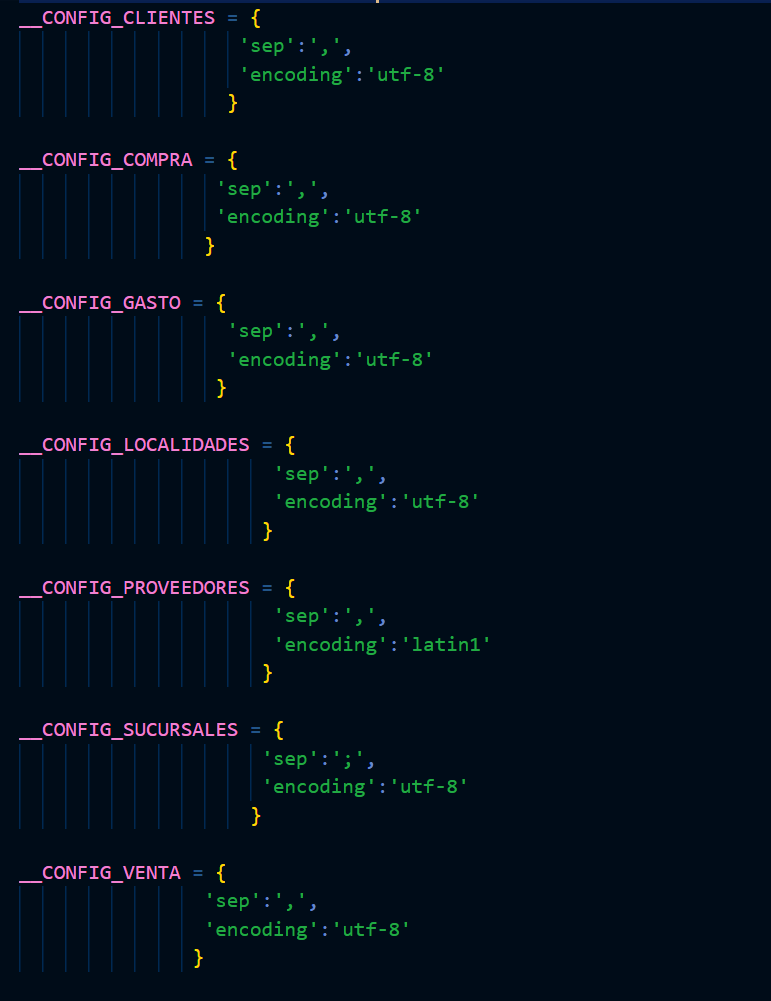 __CONFIG_CLIENTES = {
'sep':',',
'encoding':'utf-8'
}
__CONFIG_COMPRA = {
'sep':',',
'encoding':'utf-8'
}
__CONFIG_GASTO = {
'sep':',',
'encoding':'utf-8'
}
__CONFIG_LOCALIDADES = {
'sep':',',
'encoding':'utf-8'
}
__CONFIG_PROVEEDORES = {
'sep':',',
'encoding':'latin1'
}
__CONFIG_SUCURSALES = {
'sep':';',
'encoding':'utf-8'
}
__CONFIG_VENTA = {
'sep':',',
'encoding':'utf-8'
}